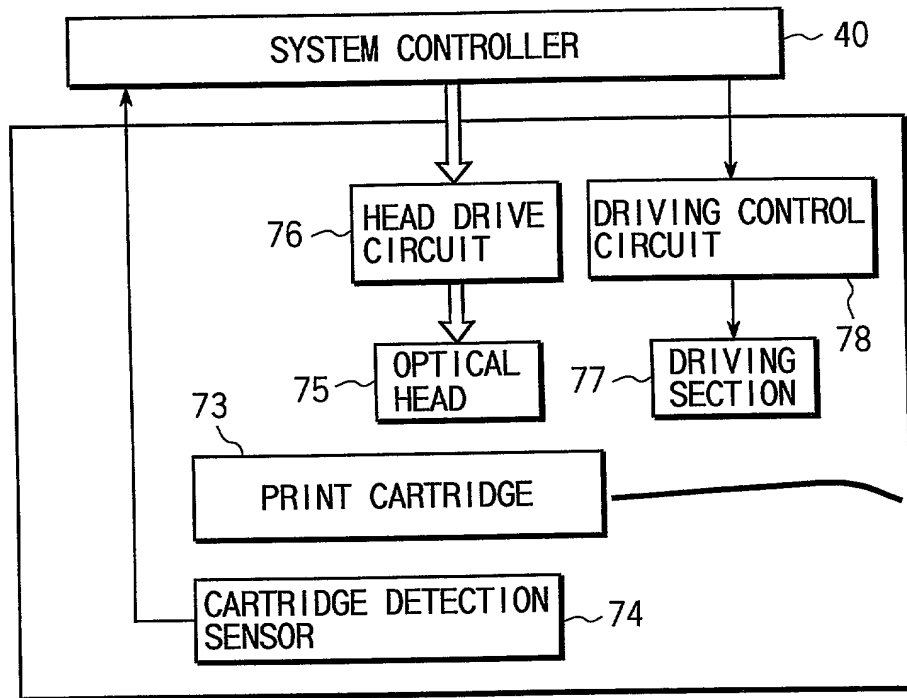 SYSTEM CONTROLLER
40
76
HEAD DRIVE
CIRCUIT
DRIVING CONTROL
CIRCUIT
78
75
OPTICAL
HEAD
77
DRIVING
SECTION
73
PRINT CARTRIDGE
CARTRIDGE DETECTION
SENSOR
74